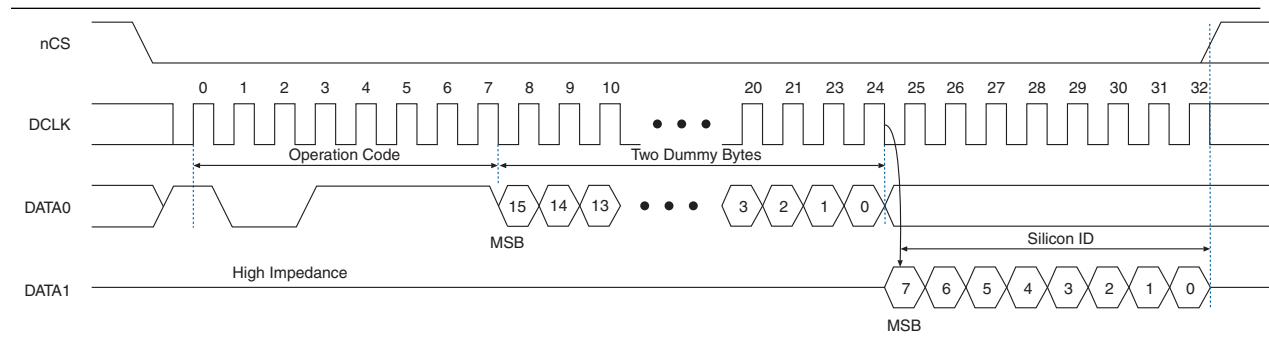 nCS
0 1 2 3 4 5 6 7 8 9 10 20 21 23 24 25 26 27 28 29 30 31 32
DCLK
Operation Code Two Dummy Bytes
DATA0 15 14 13 3 2 1 0
MSB
Silicon ID
High Impedance
DATA1 7 6 5 4 3 2 1 0
MSB